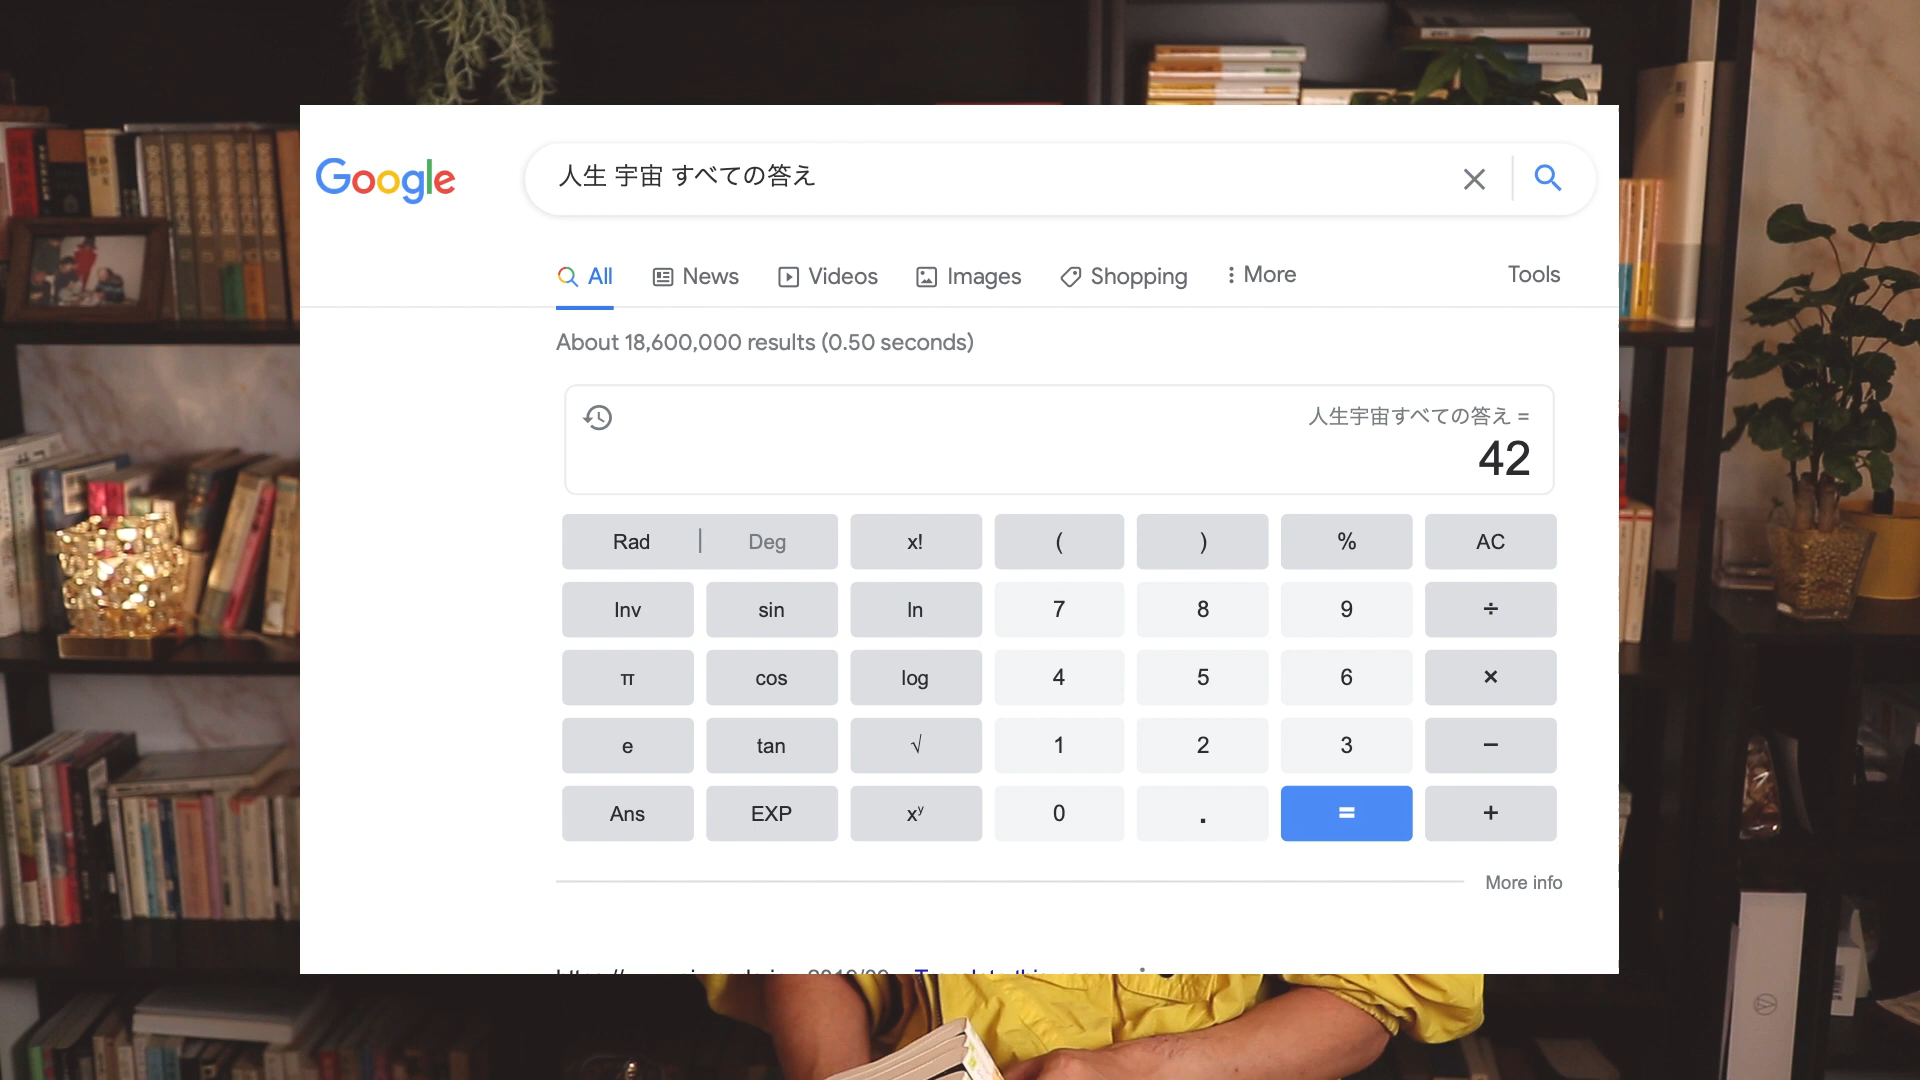 Google
人生 宇宙 すべての答え
All News Videos Images Shopping More Tools
About 18,600,000 results (0.50 seconds)
人生宇宙すべての答え =
42
Rad | Deg x! ( ) % AC
Inv sin ln 7 8 9 ÷
π cos log 4 5 6 ×
e tan √ 1 2 3 −
Ans EXP xʸ 0 . = +
More info